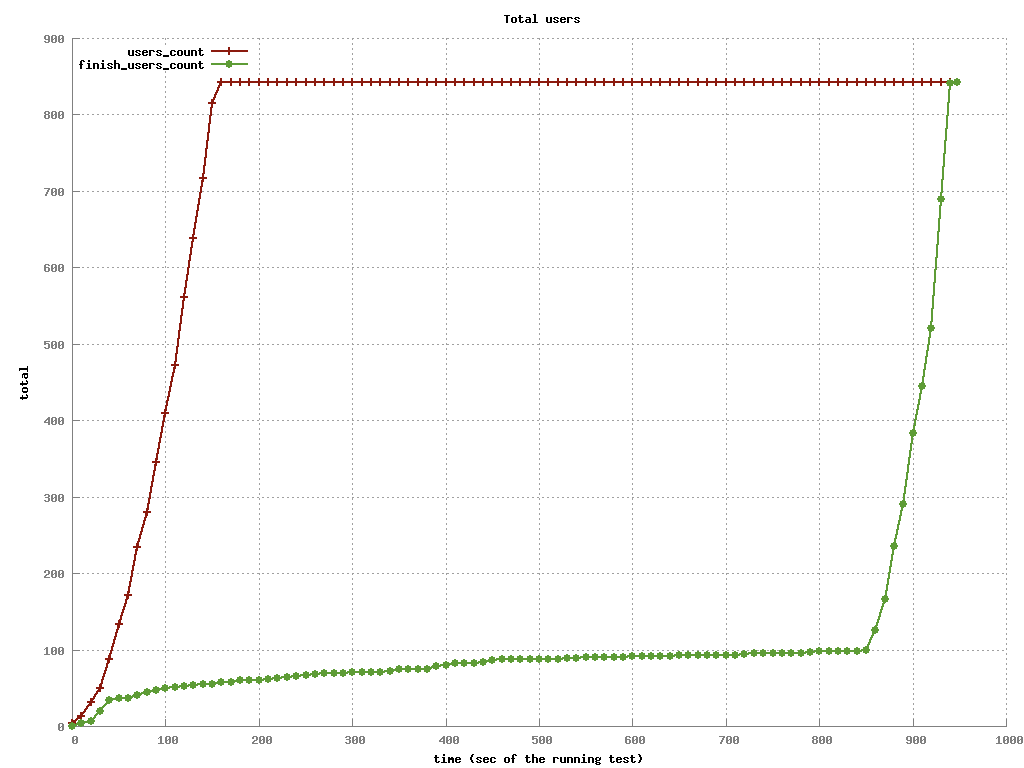 Total users
users_count
finish_users_count
900
800
700
600
500
400
300
200
100
0
total
0 100 200 300 400 500 600 700 800 900 1000
time (sec of the running test)